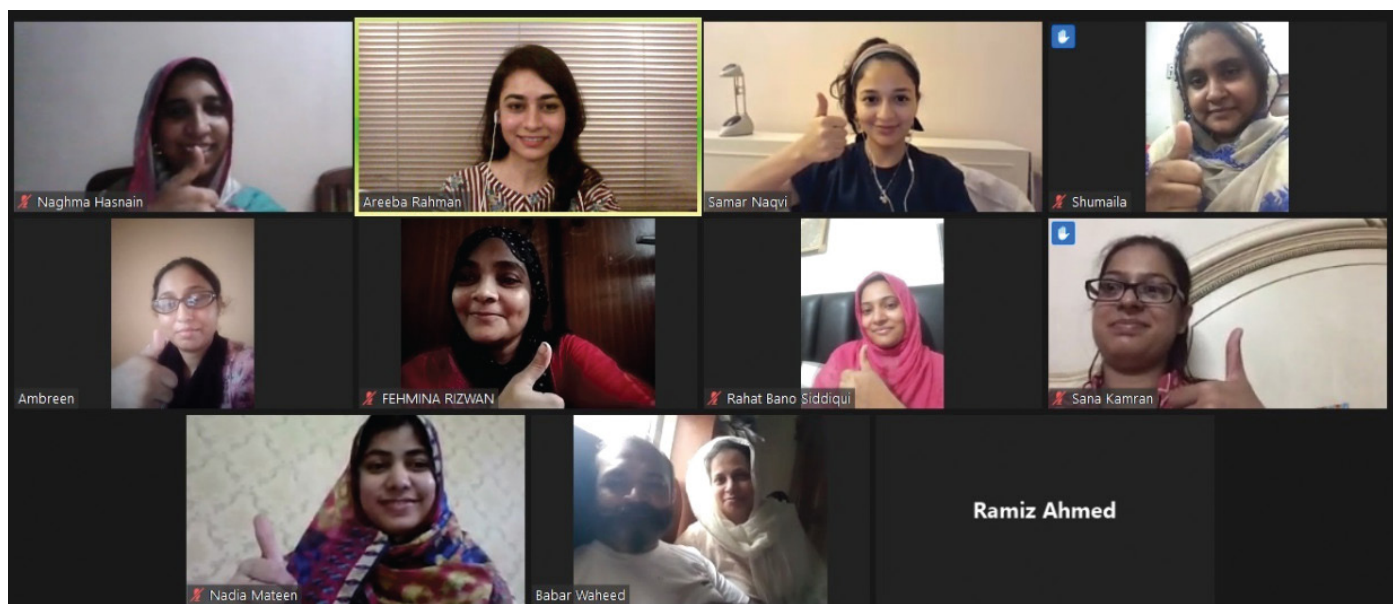 Naghma Hasnain
Areeba Rahman
Samar Naqvi
Shumaila
Ambreen
FEHMINA RIZWAN
Rahat Bano Siddiqui
Sana Kamran
Nadia Mateen
Babar Waheed
Ramiz Ahmed